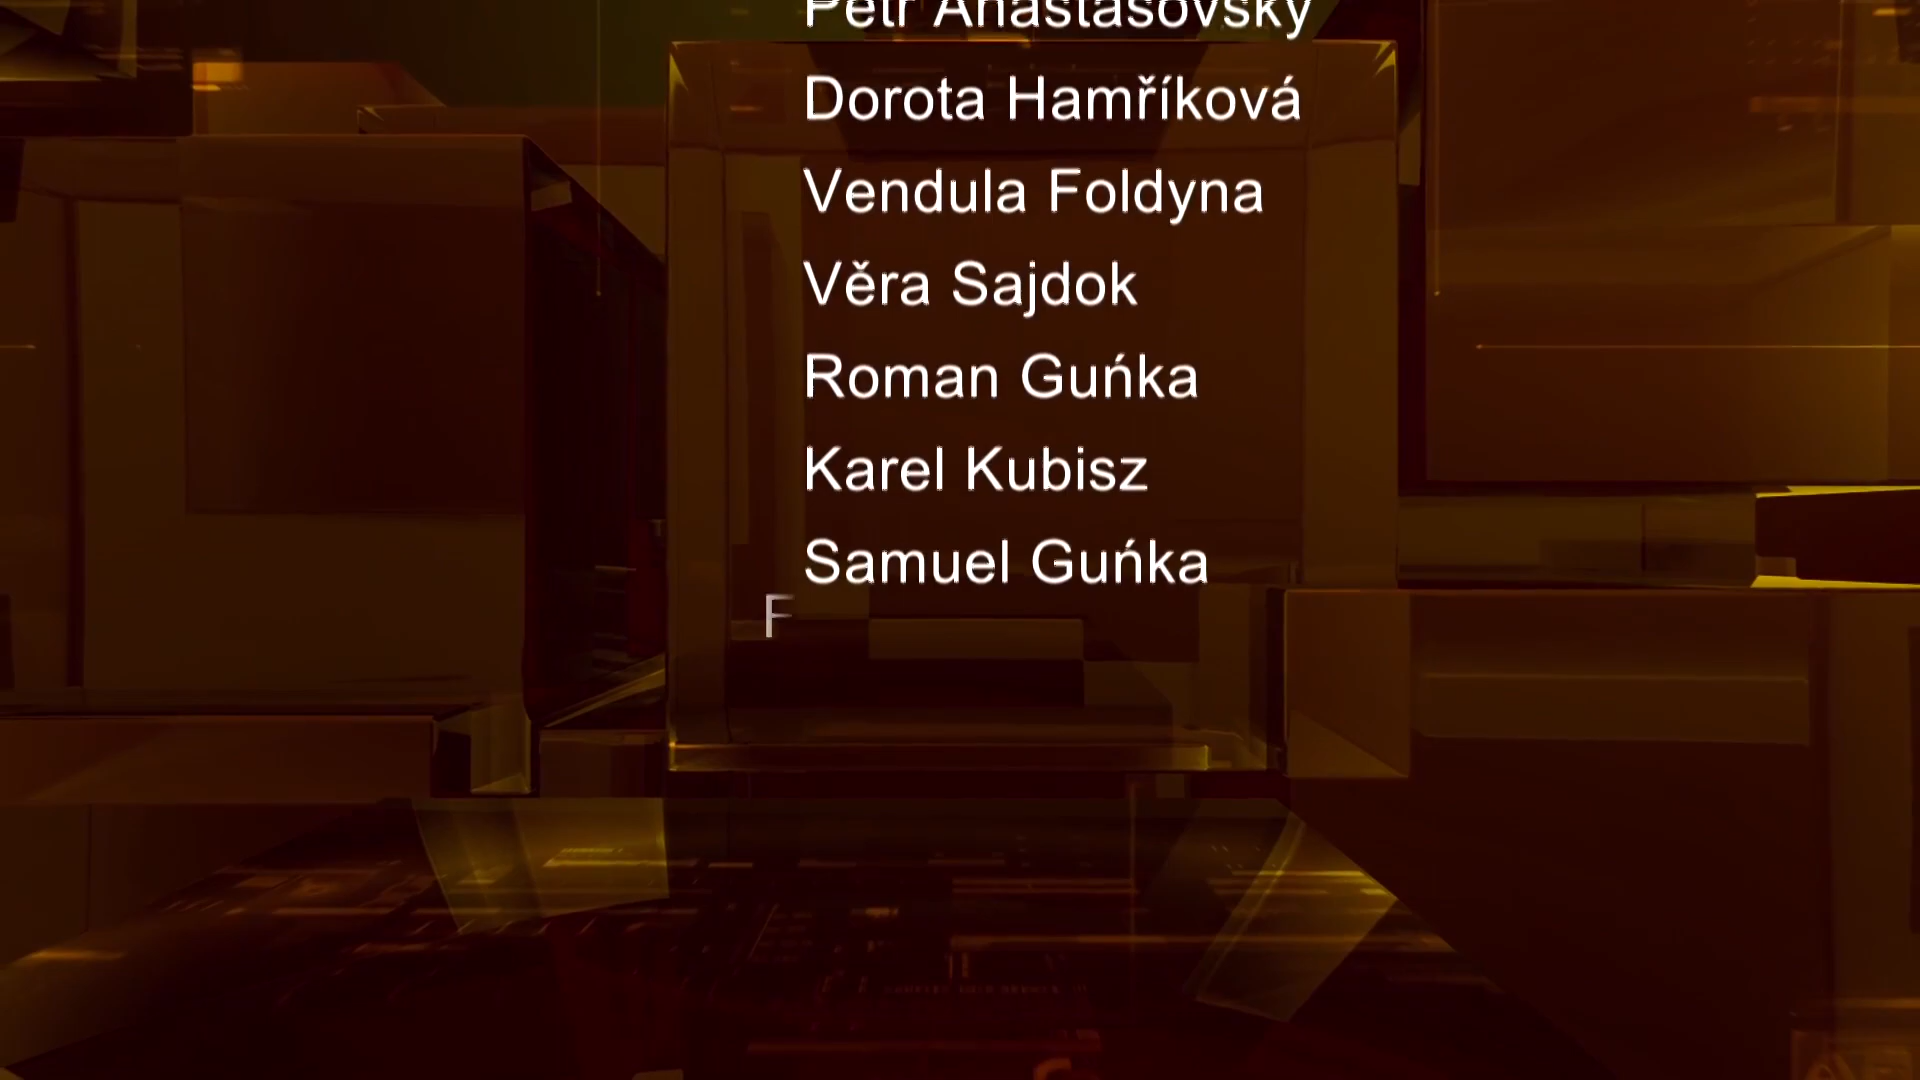 Petr Anastasovský
Dorota Hamříková
Vendula Foldyna
Věra Sajdok
Roman Guńka
Karel Kubisz
Samuel Guńka
F